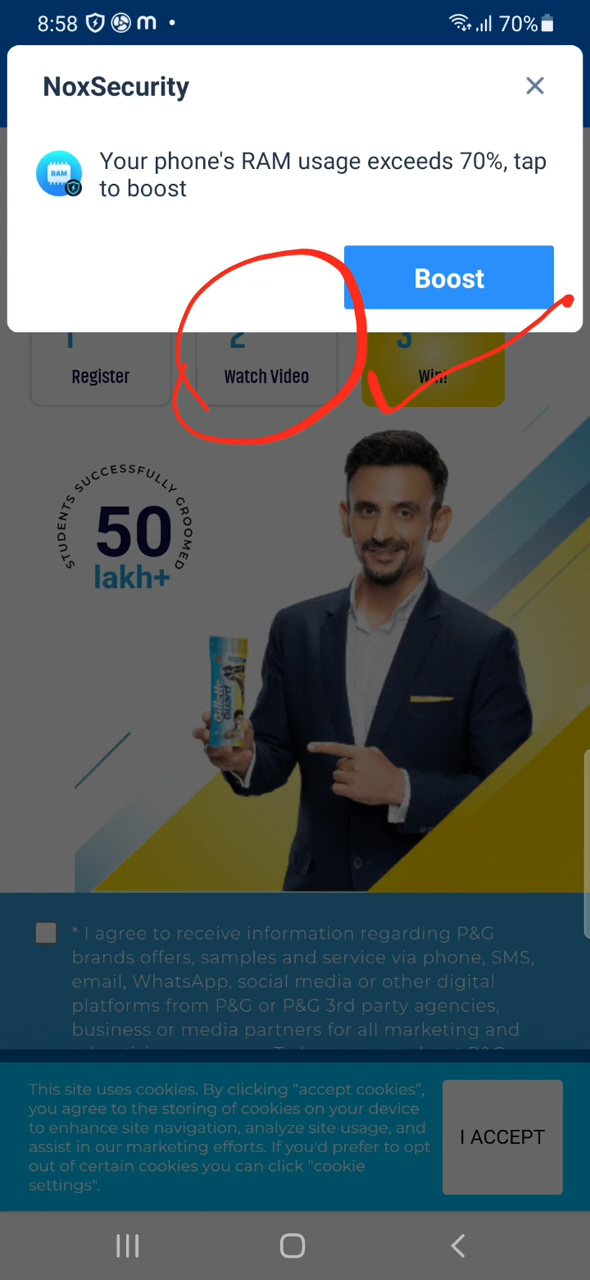 8:58 m 70%
NoxSecurity
RAM
Your phone's RAM usage exceeds 70%, tap
to boost
Boost
1 2 3
Register Watch Video Win!
STUDENTS SUCCESSFULLY GROOMED
50
lakh+
Gillette
GUARD
* I agree to receive information regarding P&G
brands offers, samples and service via phone, SMS,
email, WhatsApp, social media or other digital
platforms from P&G or P&G 3rd party agencies,
business or media partners for all marketing and
This site uses cookies. By clicking "accept cookies",
you agree to the storing of cookies on your device
to enhance site navigation, analyze site usage, and
assist in our marketing efforts. If you'd prefer to opt
out of certain cookies you can click "cookie
settings".
I ACCEPT